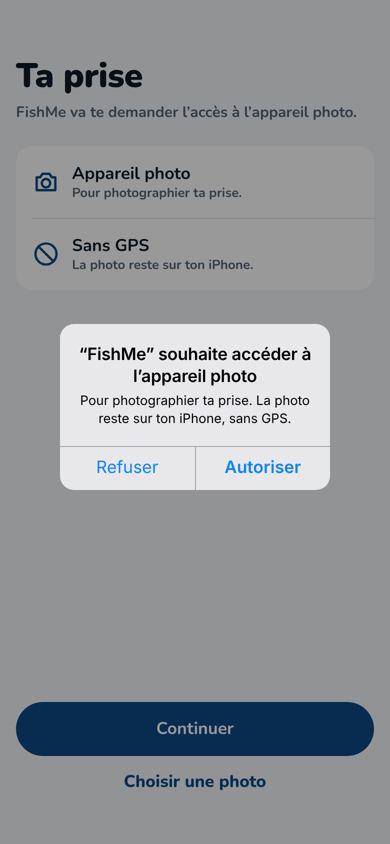 Ta prise
FishMe va te demander l’accès à l’appareil photo.
Appareil photo
Pour photographier ta prise.
Sans GPS
La photo reste sur ton iPhone.
“FishMe” souhaite accéder à
l’appareil photo
Pour photographier ta prise. La photo
reste sur ton iPhone, sans GPS.
Refuser
Autoriser
Continuer
Choisir une photo